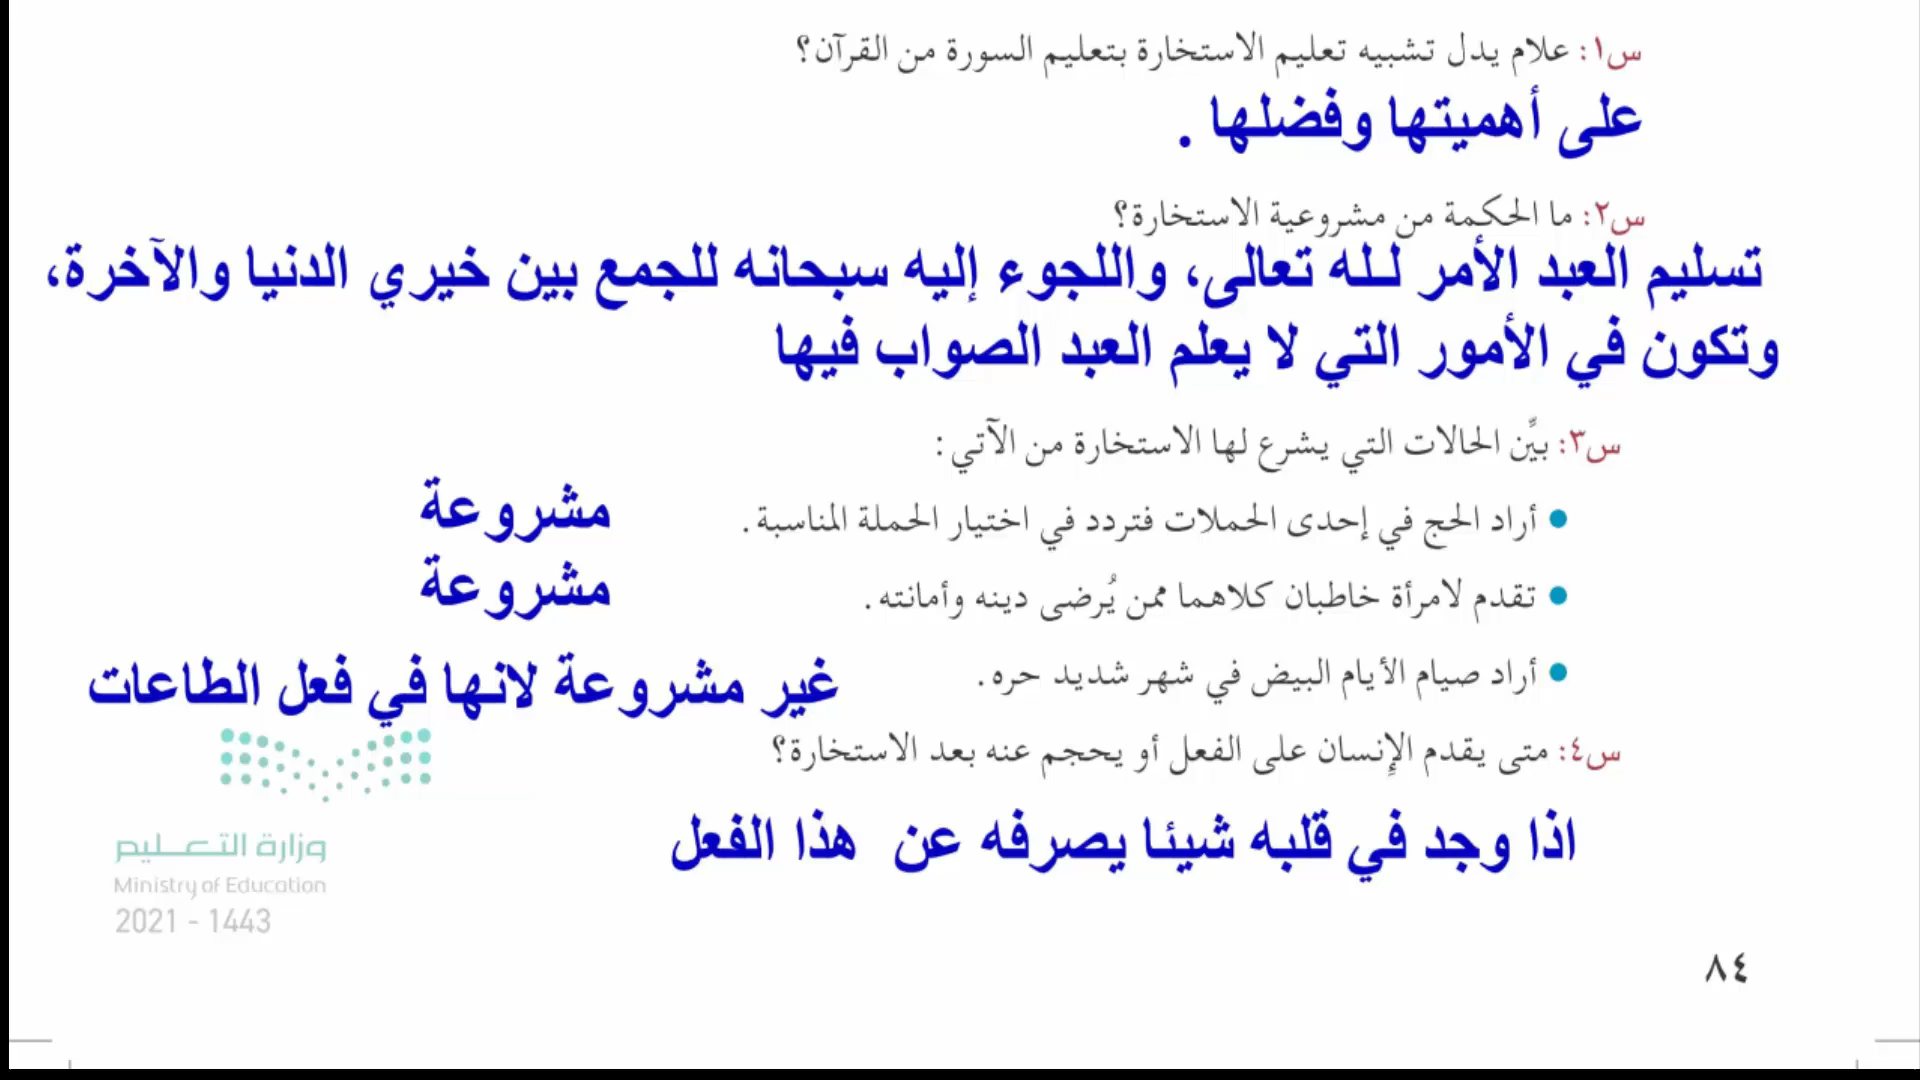 س١: علام يدل تشبيه تعليم الاستخارة بتعليم السورة من القرآن؟
على أهميتها وفضلها .
س٢: ما الحكمة من مشروعية الاستخارة؟
تسليم العبد الأمر لـله تعالى، واللجوء إليه سبحانه للجمع بين خيري الدنيا والآخرة،
وتكون في الأمور التي لا يعلم العبد الصواب فيها
س٣: بيِّن الحالات التي يشرع لها الاستخارة من الآتي:
● أراد الحج في إحدى الحملات فتردد في اختيار الحملة المناسبة. مشروعة
● تقدم لامرأة خاطبان كلاهما ممن يُرضى دينه وأمانته. مشروعة
● أراد صيام الأيام البيض في شهر شديد حره. غير مشروعة لانها في فعل الطاعات
س٤: متى يقدم الإنسان على الفعل أو يحجم عنه بعد الاستخارة؟
اذا وجد في قلبه شيئا يصرفه عن هذا الفعل
وزارة التعـــليم
Ministry of Education
2021 - 1443
٨٤